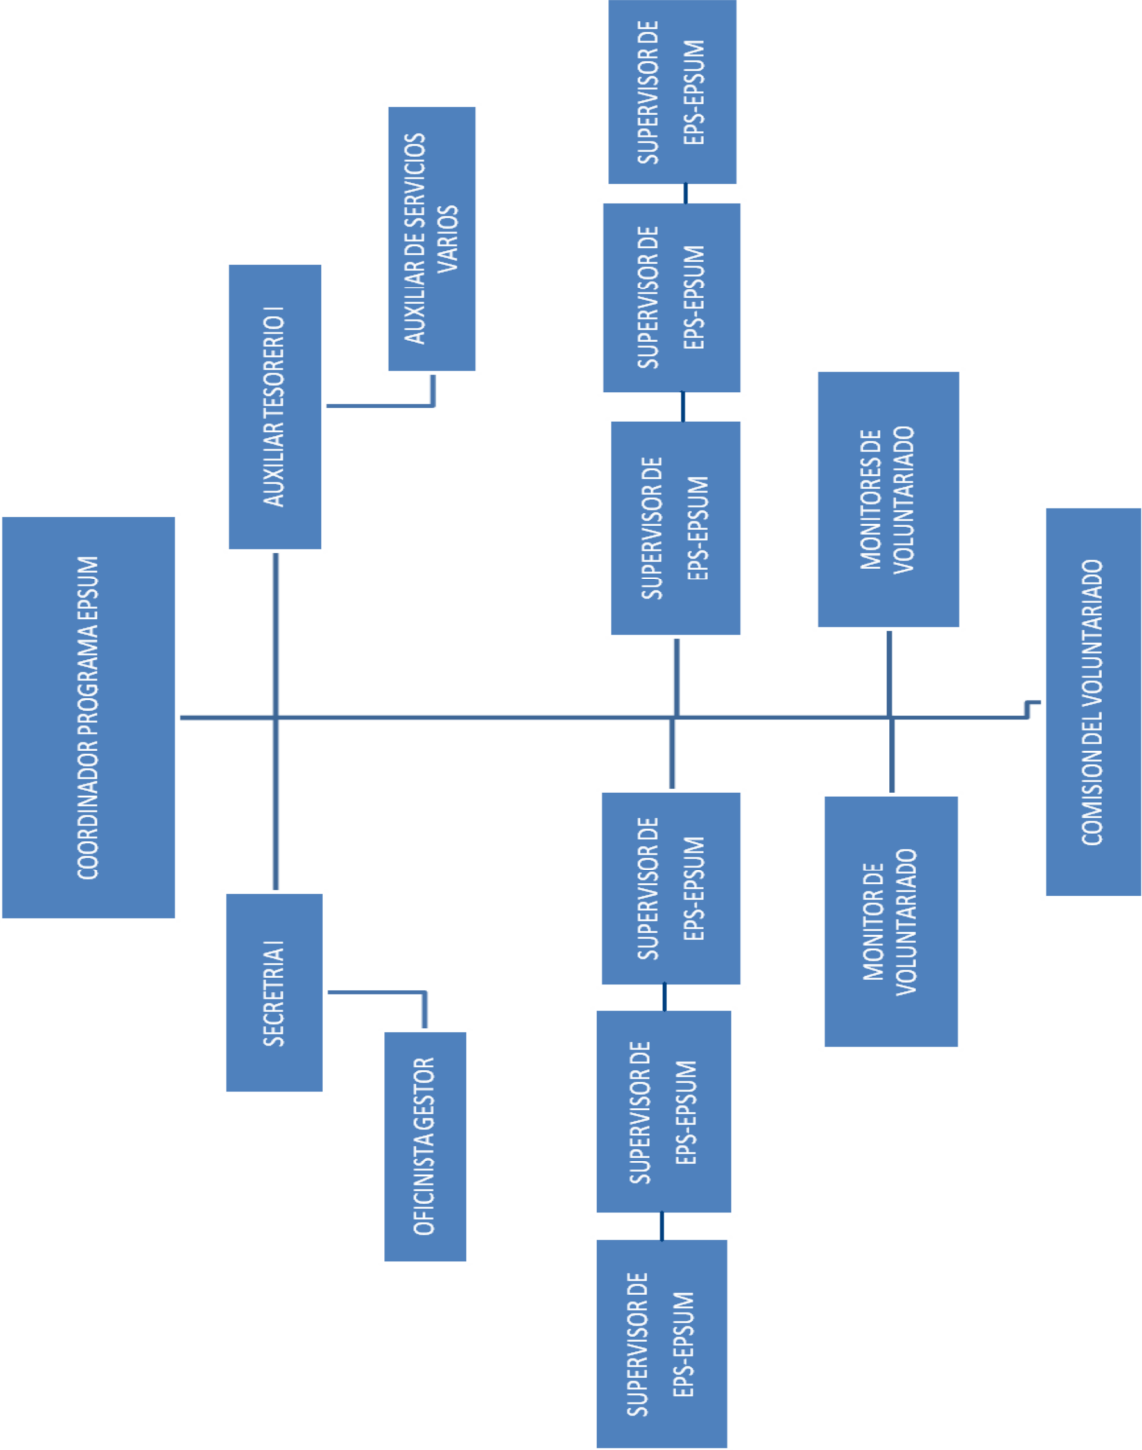 COORDINADOR PROGRAMA EPSUM
SECRETRIA I
AUXILIAR TESORERIO I
OFICINISTA GESTOR
AUXILIAR DE SERVICIOS
VARIOS
SUPERVISOR DE
EPS-EPSUM
SUPERVISOR DE
EPS-EPSUM
SUPERVISOR DE
EPS-EPSUM
SUPERVISOR DE
EPS-EPSUM
SUPERVISOR DE
EPS-EPSUM
SUPERVISOR DE
EPS-EPSUM
MONITOR DE
VOLUNTARIADO
MONITORES DE
VOLUNTARIADO
COMISION DEL VOLUNTARIADO